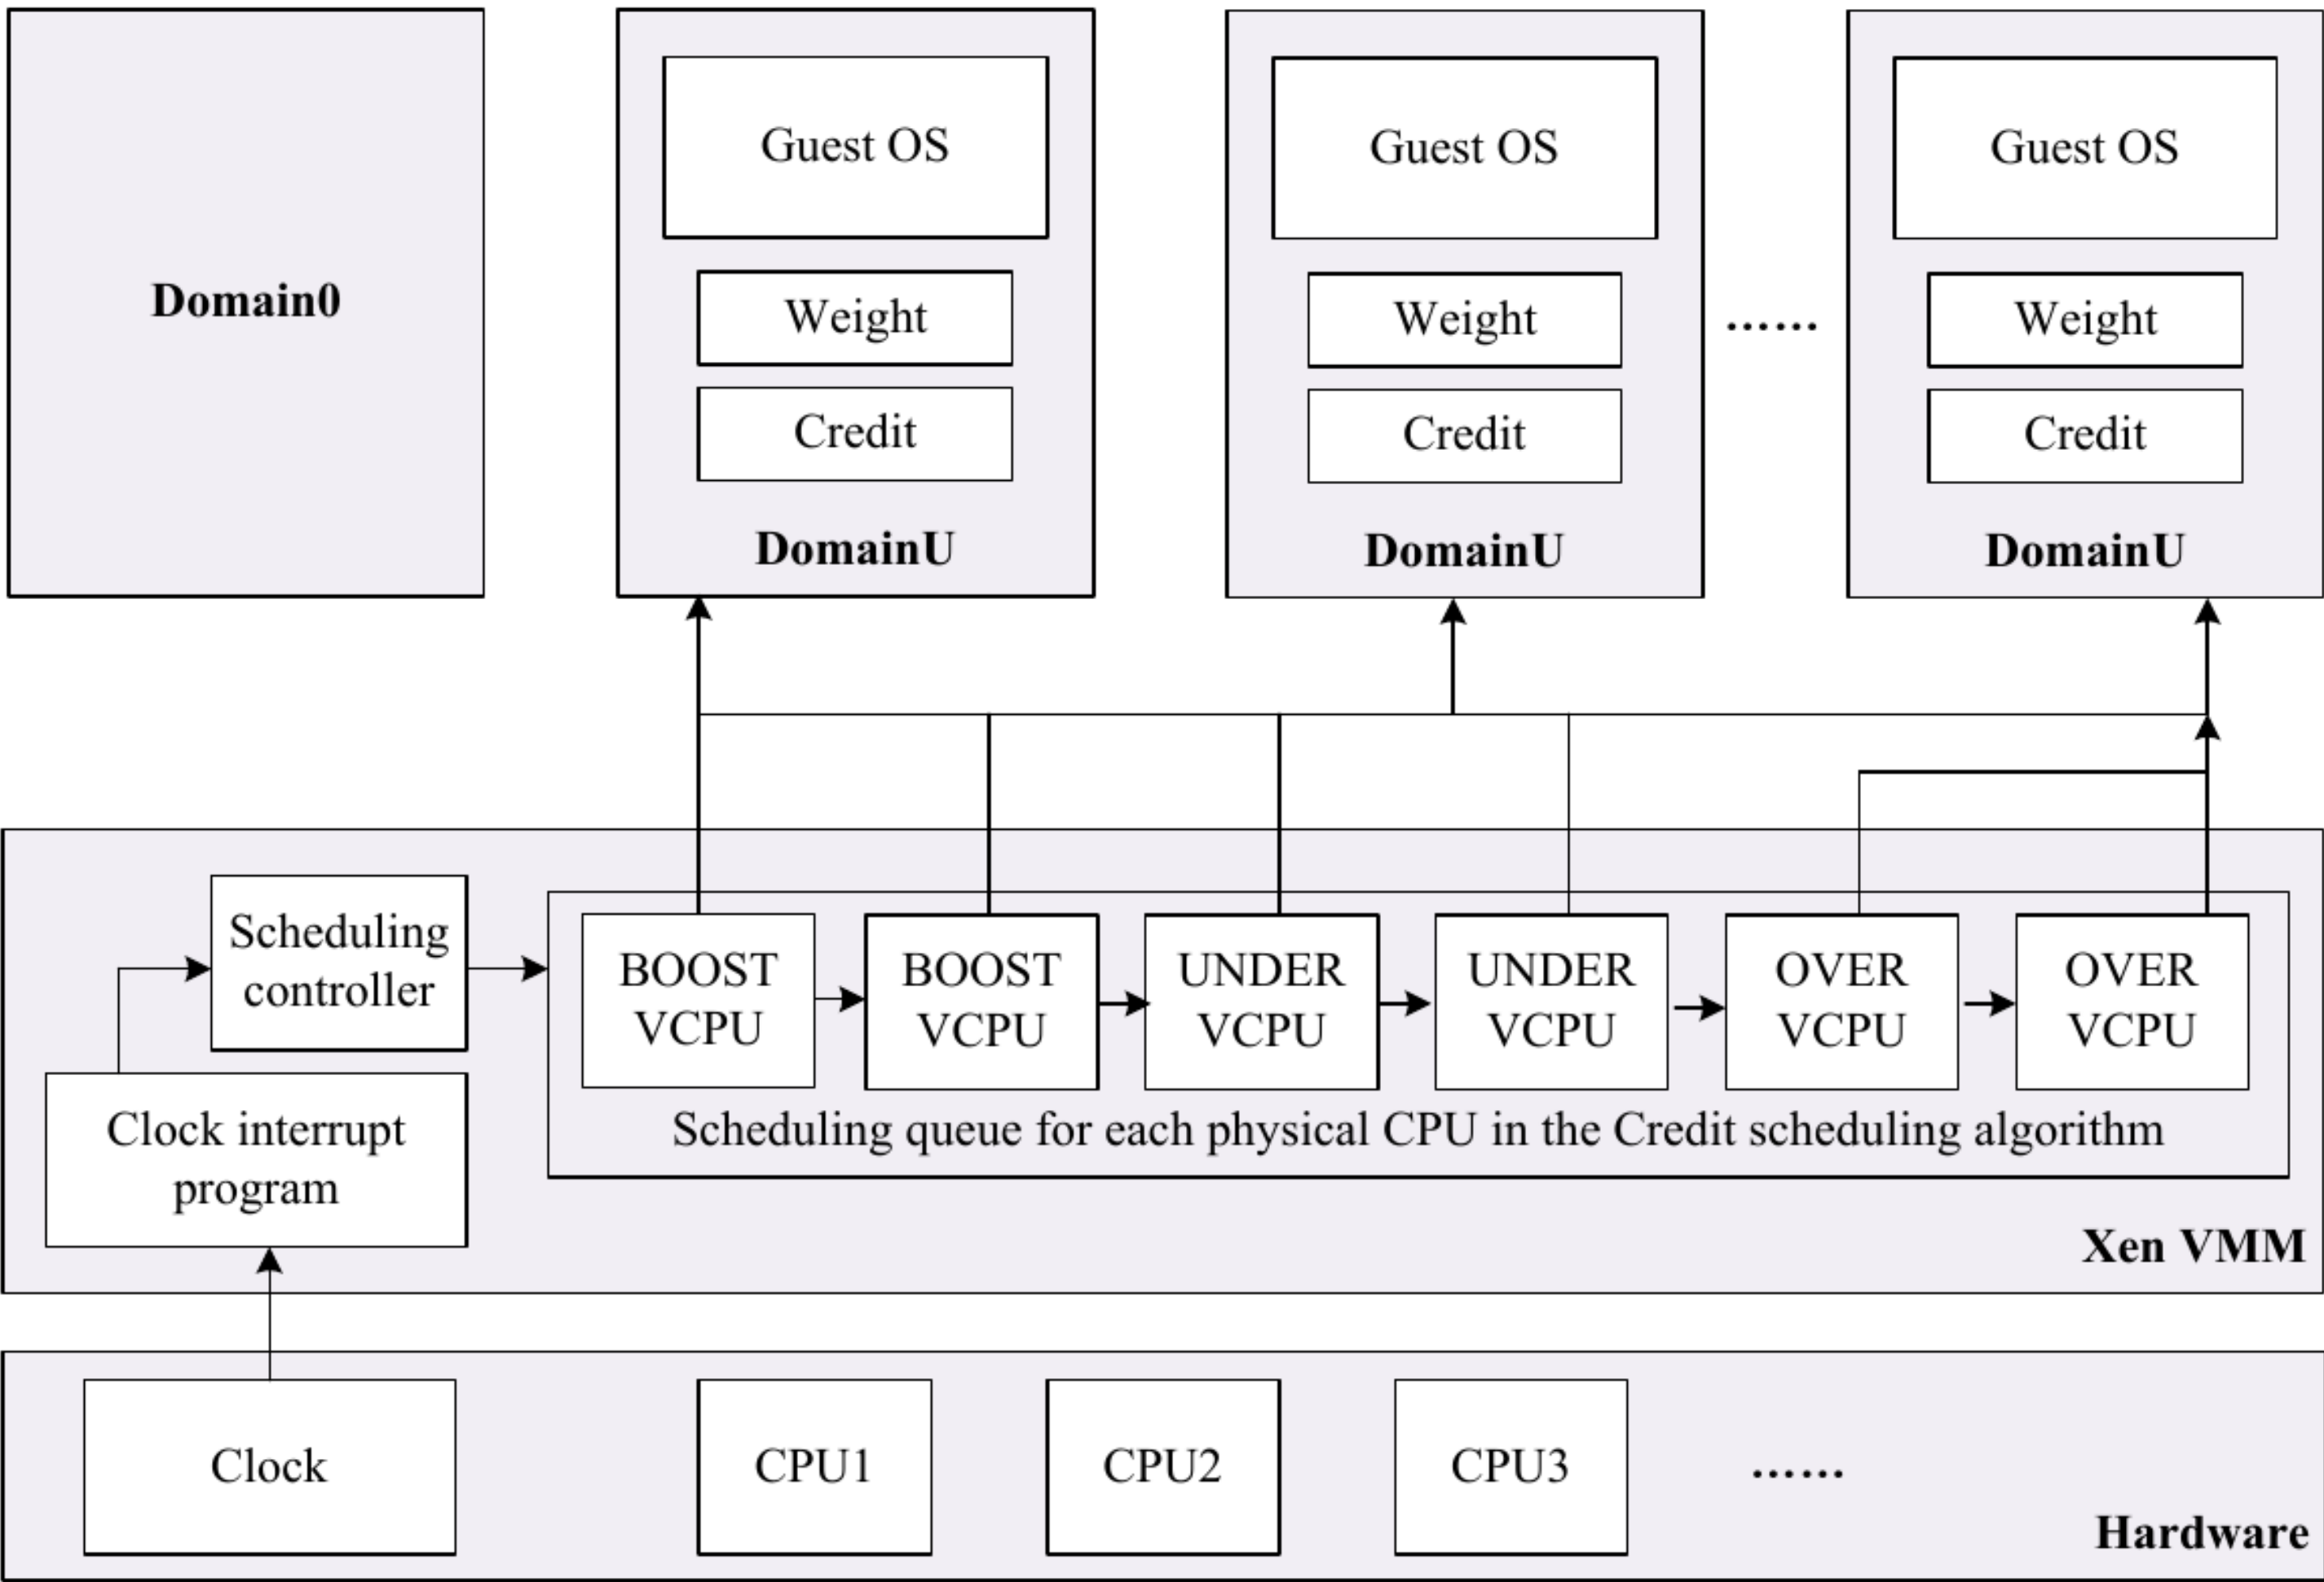 Domain0
Guest OS
Weight
Credit
DomainU
Guest OS
Weight
Credit
DomainU
......
Guest OS
Weight
Credit
DomainU
Scheduling
controller
Clock interrupt
program
BOOST
VCPU
BOOST
VCPU
UNDER
VCPU
UNDER
VCPU
OVER
VCPU
OVER
VCPU
Scheduling queue for each physical CPU in the Credit scheduling algorithm
Xen VMM
Clock
CPU1
CPU2
CPU3
......
Hardware